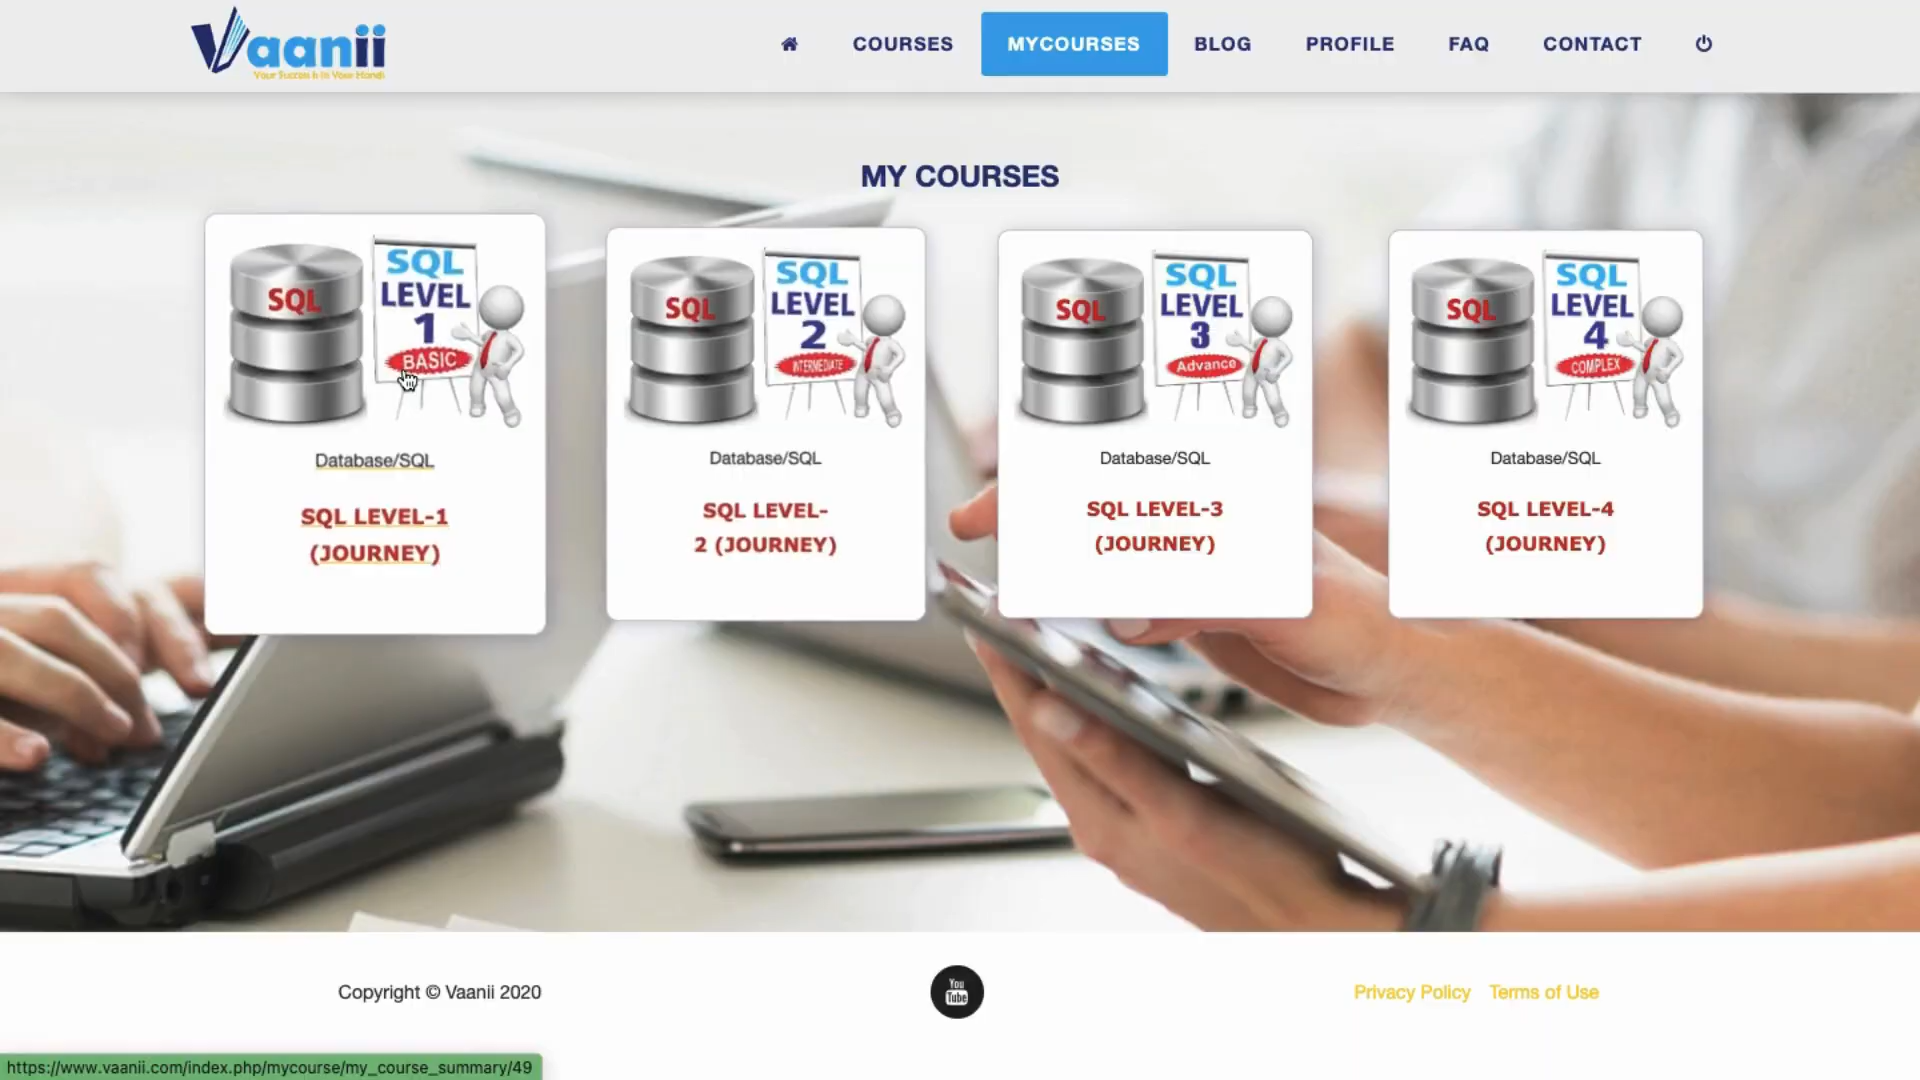 Vaanii
Your Success Is In Your Hands
COURSES
MYCOURSES
BLOG
PROFILE
FAQ
CONTACT
MY COURSES
SQL
SQL
LEVEL
1
BASIC
Database/SQL
SQL LEVEL-1
(JOURNEY)
SQL
SQL
LEVEL
2
INTERMEDIATE
Database/SQL
SQL LEVEL-
2 (JOURNEY)
SQL
SQL
LEVEL
3
Advance
Database/SQL
SQL LEVEL-3
(JOURNEY)
SQL
SQL
LEVEL
4
COMPLEX
Database/SQL
SQL LEVEL-4
(JOURNEY)
Copyright © Vaanii 2020
You
Tube
Privacy Policy
Terms of Use
https://www.vaanii.com/index.php/mycourse/my_course_summary/49